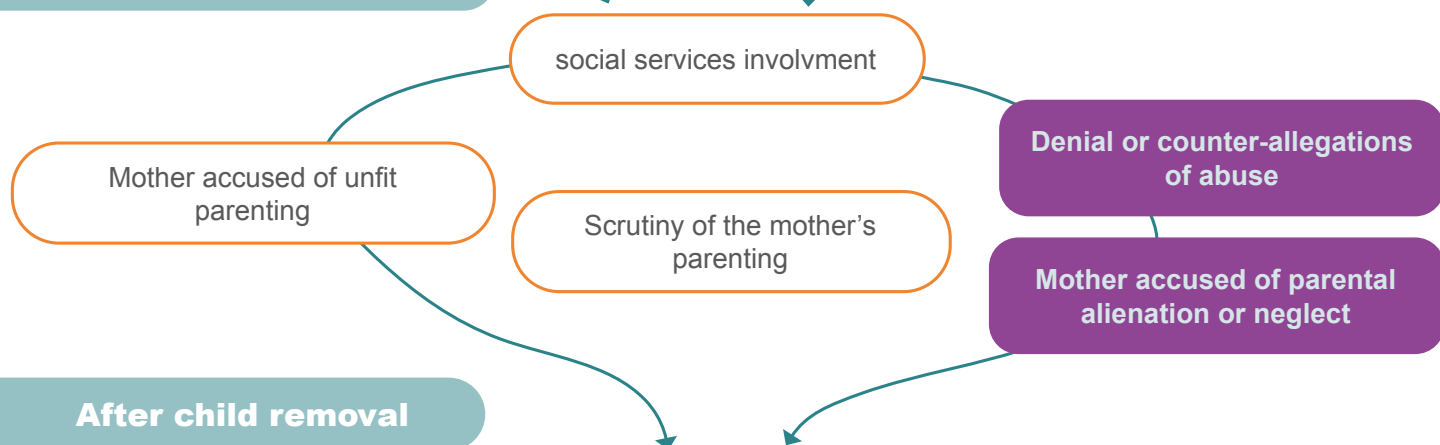 social services involvment
Denial or counter-allegations
of abuse
Mother accused of unfit
parenting
Scrutiny of the mother’s
parenting
Mother accused of parental
alienation or neglect
After child removal